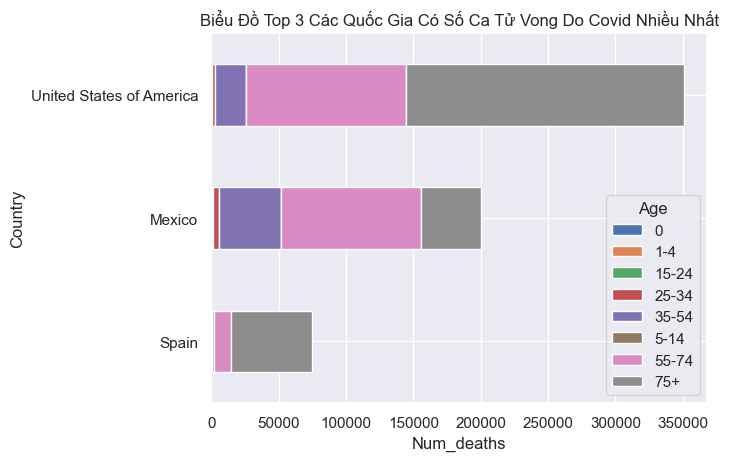 Biểu Đồ Top 3 Các Quốc Gia Có Số Ca Tử Vong Do Covid Nhiều Nhất
Country
United States of America
Mexico
Spain
Age
0
1-4
15-24
25-34
35-54
5-14
55-74
75+
0 50000 100000 150000 200000 250000 300000 350000
Num_deaths